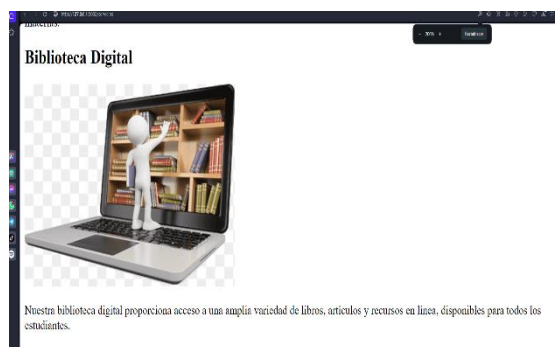 Biblioteca Digital
Nuestra biblioteca digital proporciona acceso a una amplia variedad de libros, artículos y recursos en línea, disponibles para todos los
estudiantes.